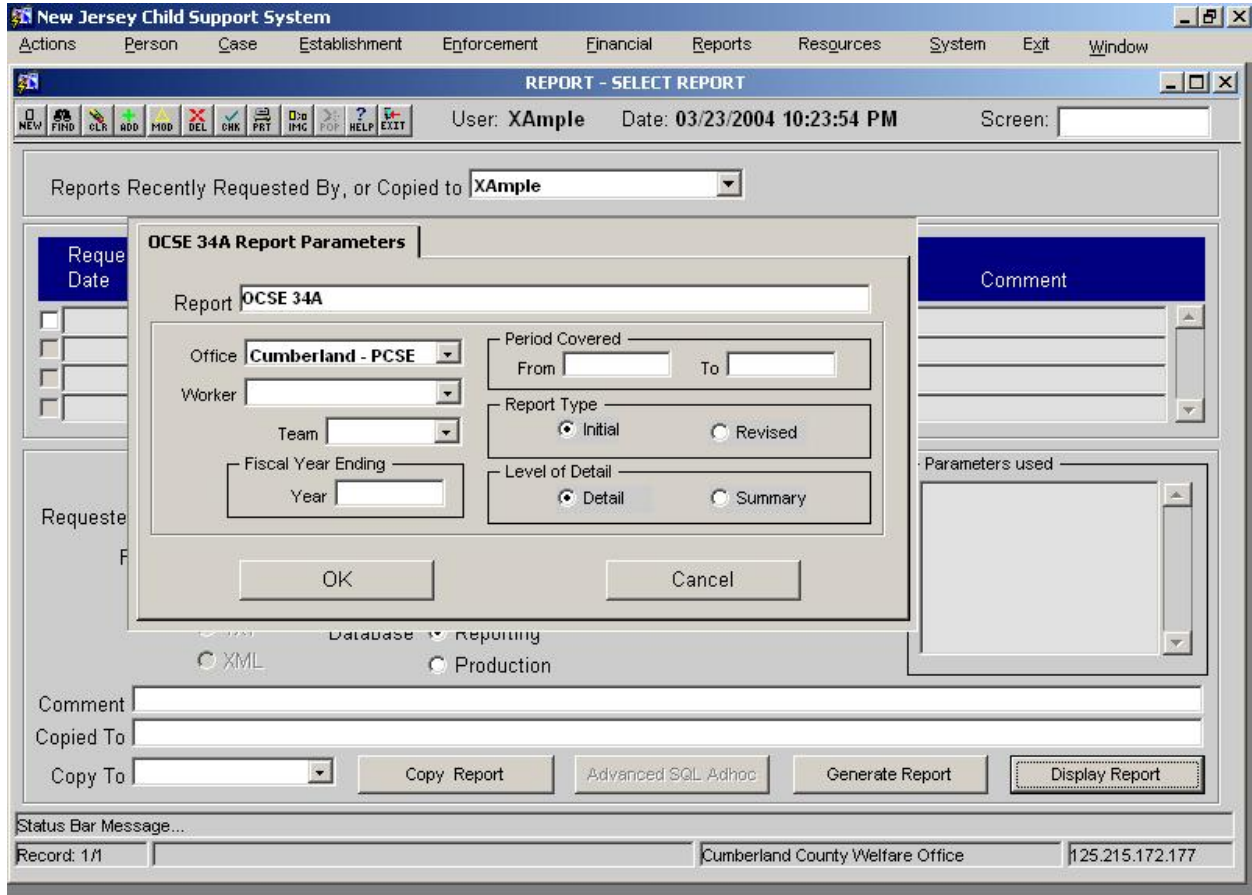 New Jersey Child Support System
Actions Person Case Establishment Enforcement Financial Reports Resources System Exit Window
REPORT - SELECT REPORT
NEW FIND CLR ADD MOD DEL CHK PRT IMG POP HELP EXIT User: XAmple Date: 03/23/2004 10:23:54 PM Screen:
Reports Recently Requested By, or Copied to XAmple
Reque
Date Comment
OCSE 34A Report Parameters
Report OCSE 34A
Office Cumberland - PCSE
Worker
Team
Fiscal Year Ending
Year
Period Covered
From To
Report Type
Initial Revised
Level of Detail
Detail Summary
OK Cancel
Parameters used
Requeste
F
Database Reporting
XML Production
Comment
Copied To
Copy To Copy Report Advanced SQL Adhoc Generate Report Display Report
Status Bar Message...
Record: 1/1 Cumberland County Welfare Office 125.215.172.177